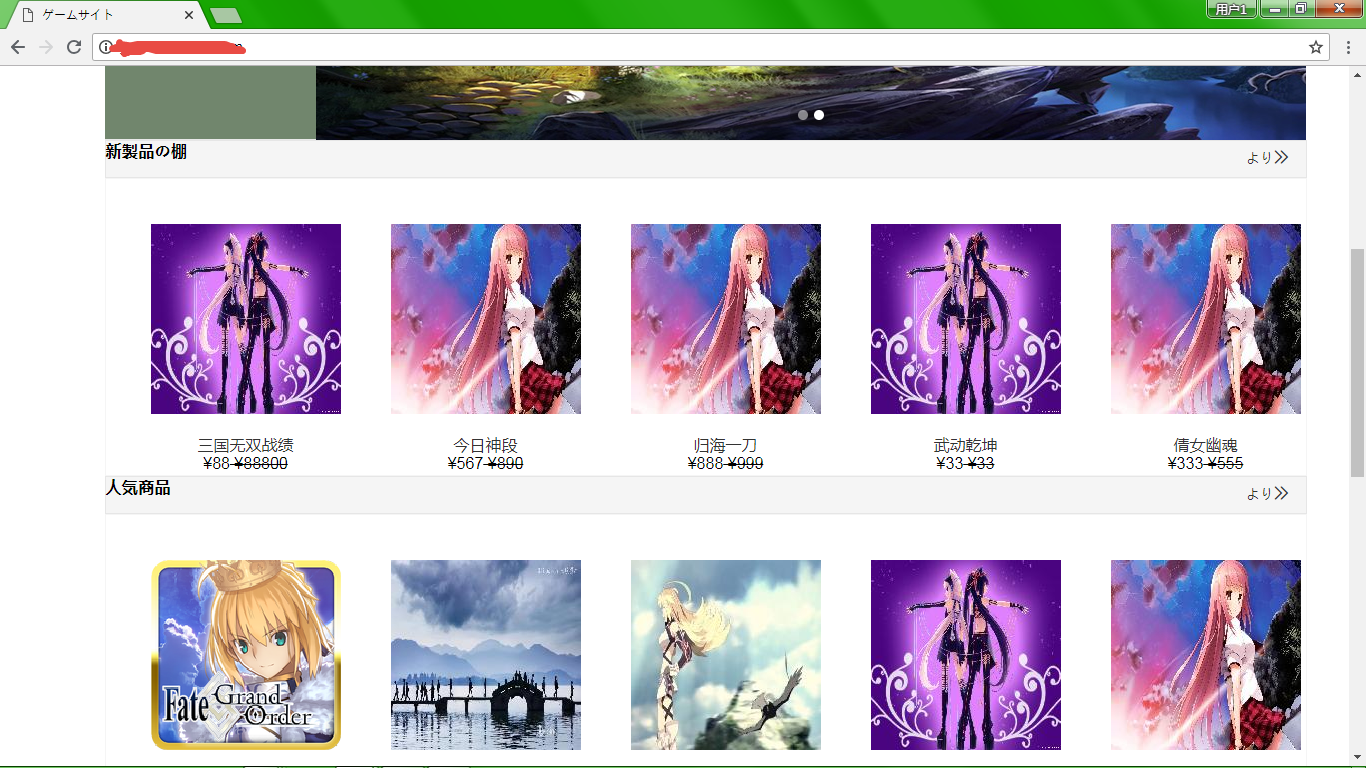 ゲームサイト
用户1
新製品の棚
より
三国无双战绩
今日神段
归海一刀
武动乾坤
倩女幽魂
¥88 ¥88800
¥567 ¥890
¥888 ¥999
¥33 ¥33
¥333 ¥555
人気商品
より
Fate
Grand
Order